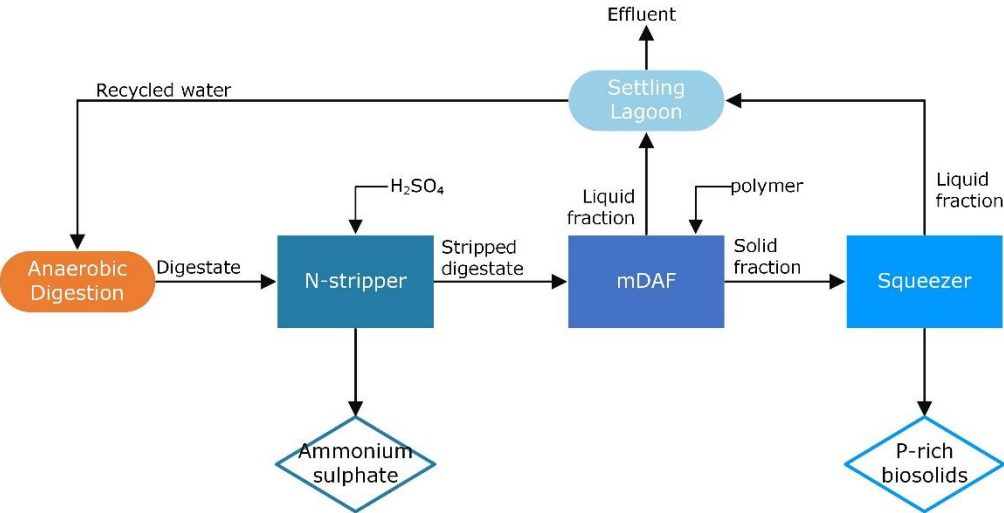 Effluent
Settling
Lagoon
Recycled water
H₂SO₄
Liquid
fraction
polymer
Liquid
fraction
Anaerobic
Digestion
Digestate
N-stripper
Stripped
digestate
mDAF
Solid
fraction
Squeezer
Ammonium
sulphate
P-rich
biosolids